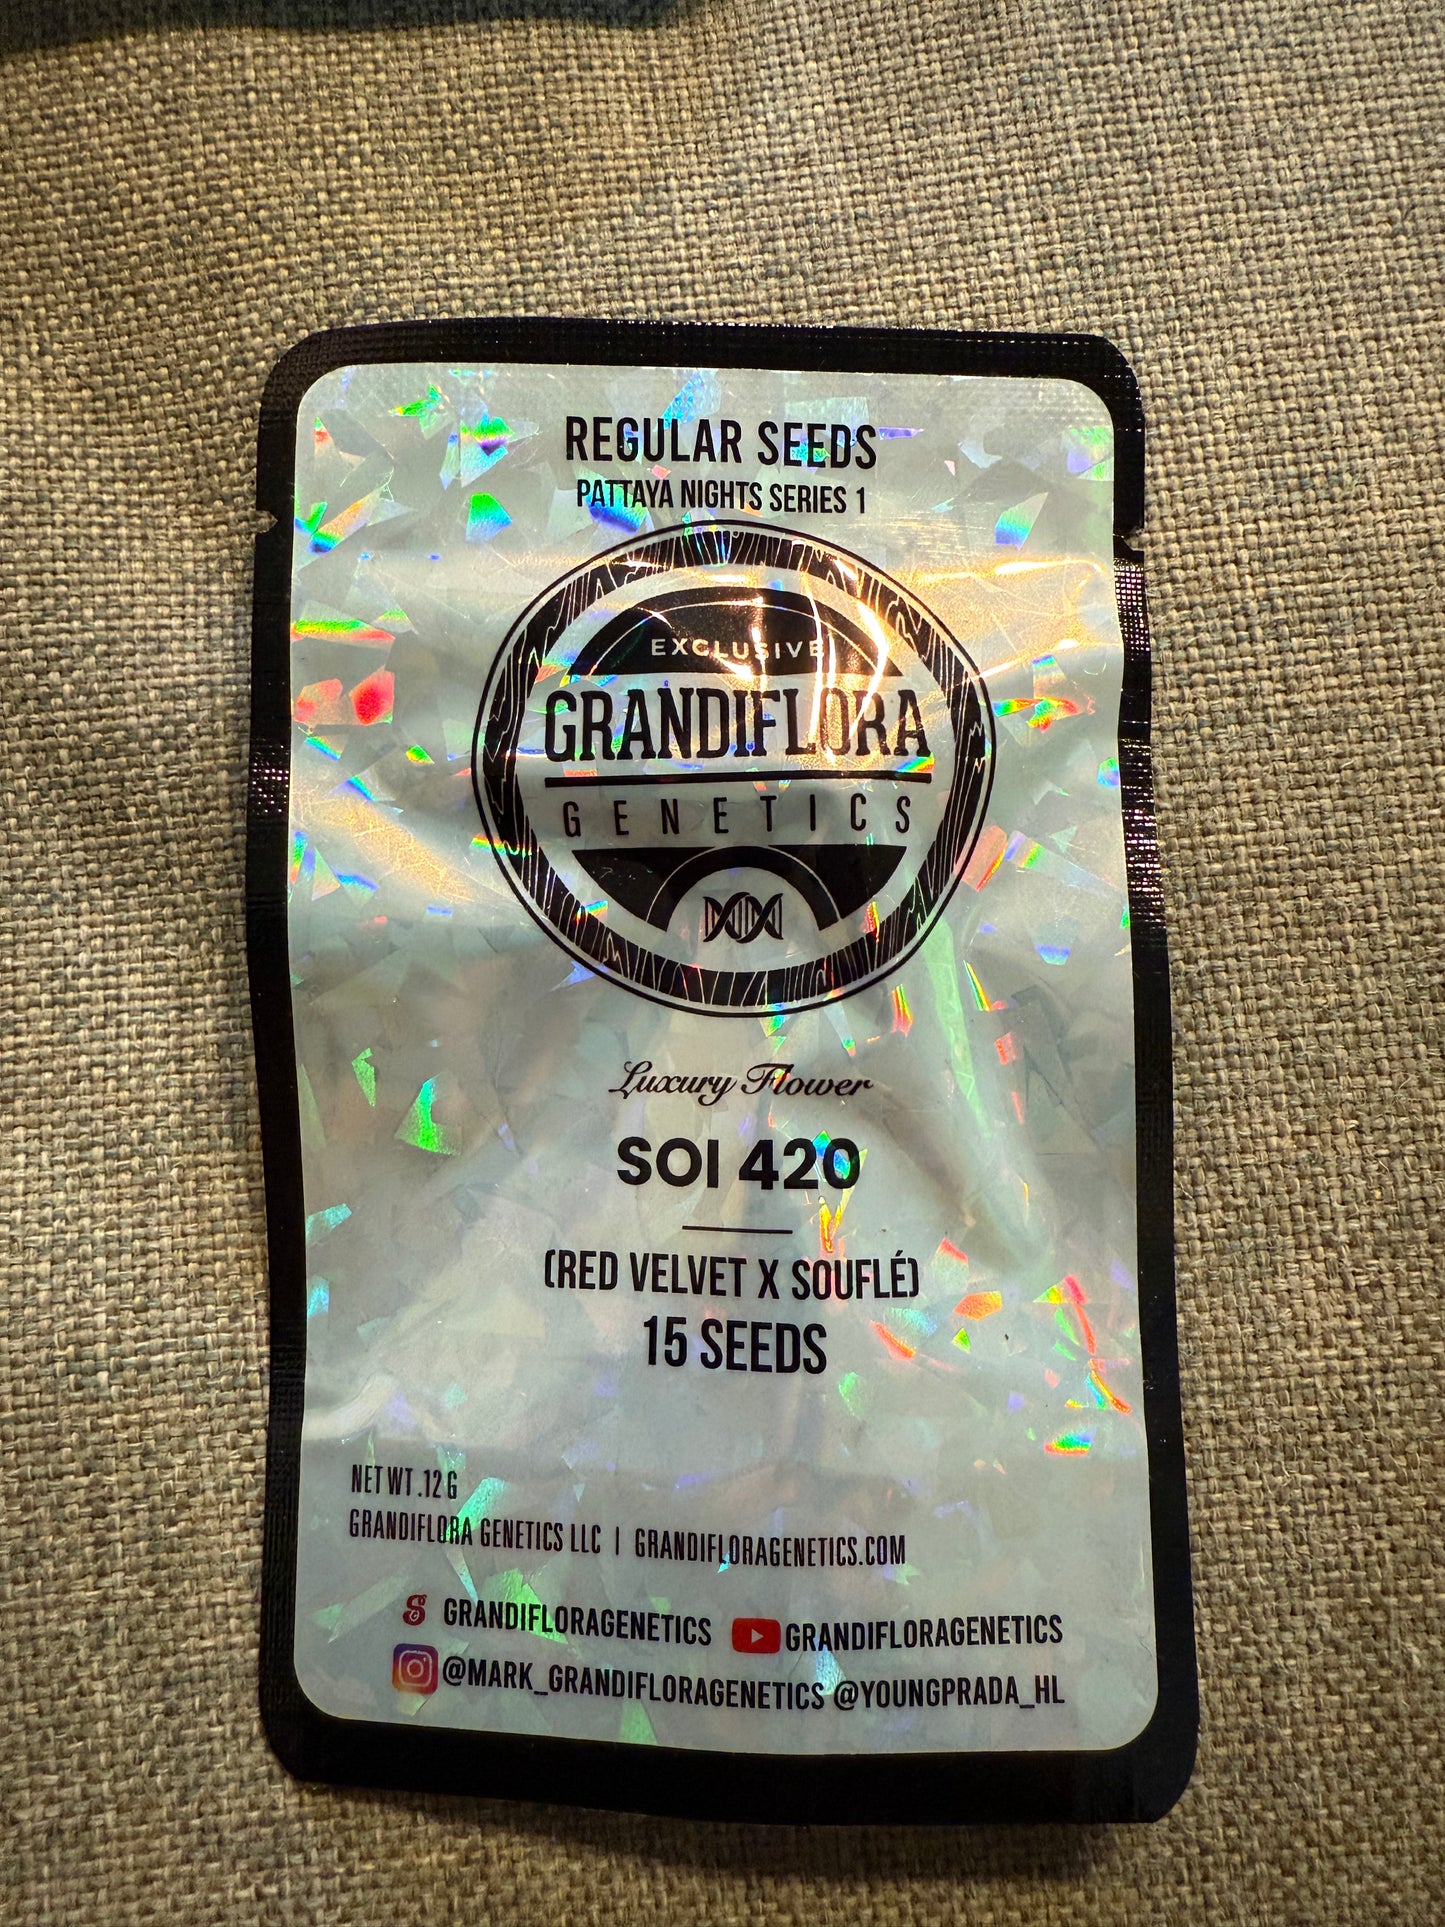 REGULAR SEEDS
PATTAYA NIGHTS SERIES 1
EXCLUSIVE
GRANDIFLORA
GENETICS
Luxury Flower
SOI 420
(RED VELVET X SOUFLÉ)
15 SEEDS
NET WT .12 G
GRANDIFLORA GENETICS LLC | GRANDIFLORAGENETICS.COM
GRANDIFLORAGENETICS GRANDIFLORAGENETICS
@MARK_GRANDIFLORAGENETICS @YOUNGPRADA_HL